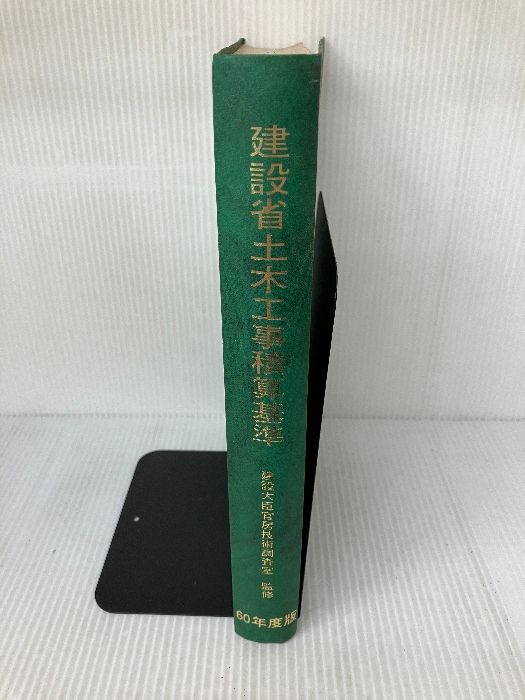 建設省土木工事積算基準
建設大臣官房技術調査室 監修
60年度版